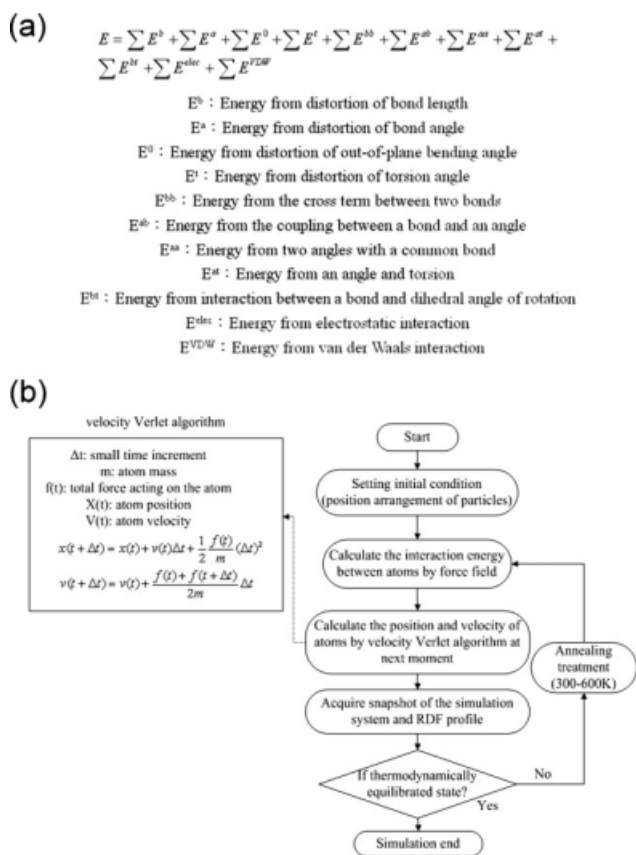 (a)
E = ∑E^b + ∑E^a + ∑E^0 + ∑E^t + ∑E^bb + ∑E^ab + ∑E^aa + ∑E^at +
∑E^bt + ∑E^elec + ∑E^VDW
E^b : Energy from distortion of bond length
E^a : Energy from distortion of bond angle
E^0 : Energy from distortion of out-of-plane bending angle
E^t : Energy from distortion of torsion angle
E^bb : Energy from the cross term between two bonds
E^ab : Energy from the coupling between a bond and an angle
E^aa : Energy from two angles with a common bond
E^at : Energy from an angle and torsion
E^bt : Energy from interaction between a bond and dihedral angle of rotation
E^elec : Energy from electrostatic interaction
E^VDW : Energy from van der Waals interaction
(b)
velocity Verlet algorithm
Δt: small time increment
m: atom mass
f(t): total force acting on the atom
X(t): atom position
V(t): atom velocity
x(t + Δt) = x(t) + v(t)Δt + 1/2 f(t)/m (Δt)²
v(t + Δt) = v(t) + (f(t) + f(t + Δt))/2m Δt
Start
Setting initial condition
(position arrangement of particles)
Calculate the interaction energy
between atoms by force field
Calculate the position and velocity of
atoms by velocity Verlet algorithm at
next moment
Annealing
treatment
(300-600K)
Acquire snapshot of the simulation
system and RDF profile
If thermodynamically
equilibrated state?
No
Yes
Simulation end